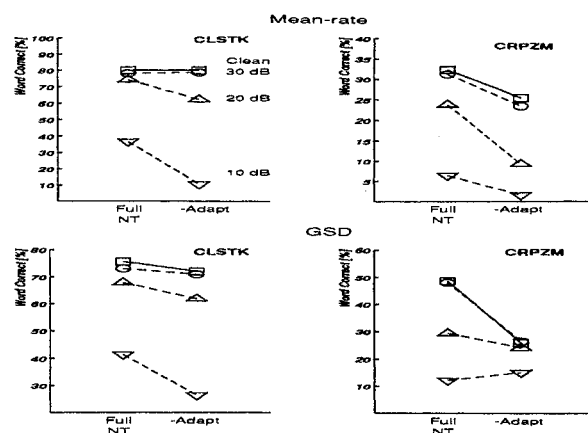 Mean-rate
CLSTK
Word Correct [%]
100
90
80
70
60
50
40
30
20
10
Clean
30 dB
20 dB
10 dB
Full
NT
-Adapt
CRPZM
Word Correct [%]
40
35
30
25
20
15
10
5
Full
NT
-Adapt
GSD
CLSTK
Word Correct [%]
80
70
60
50
40
30
Full
NT
-Adapt
CRPZM
Word Correct [%]
60
50
40
30
20
10
Full
NT
-Adapt